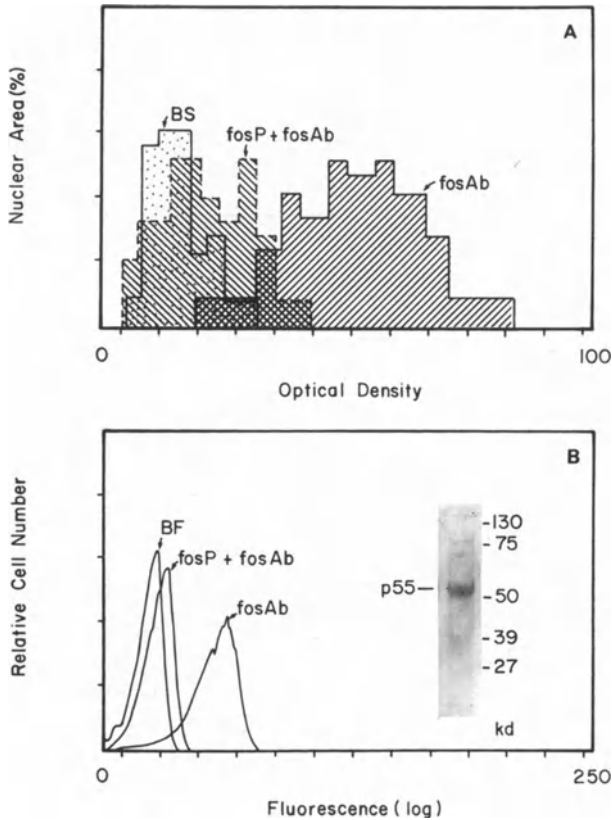 A
Nuclear Area(%)
BS
fosP + fosAb
fosAb
0
100
Optical Density
B
Relative Cell Number
BF
fosP + fosAb
fosAb
-130
-75
p55—
-50
-39
-27
kd
0
250
Fluorescence (log)